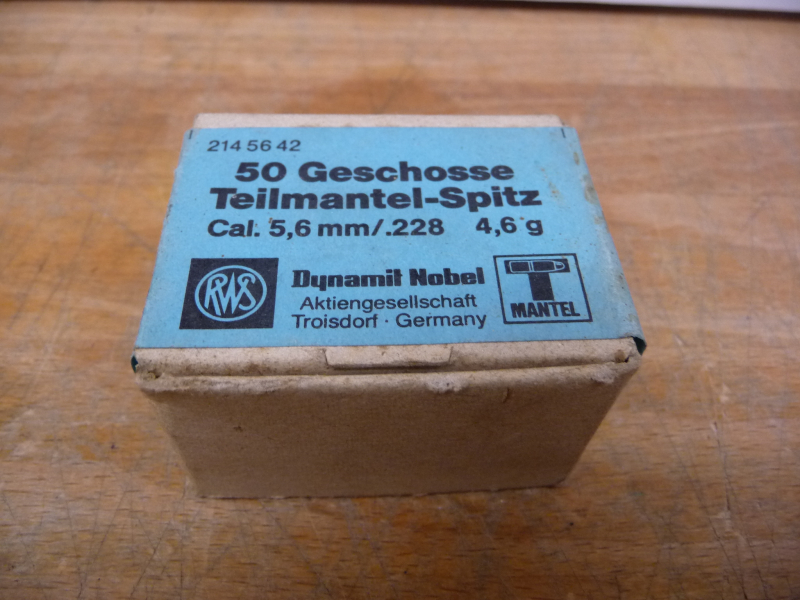 214 56 42
50 Geschosse
Teilmantel-Spitz
Cal. 5,6 mm/.228 4,6 g
RWS
Dynamit Nobel
Aktiengesellschaft
Troisdorf · Germany
T
MANTEL